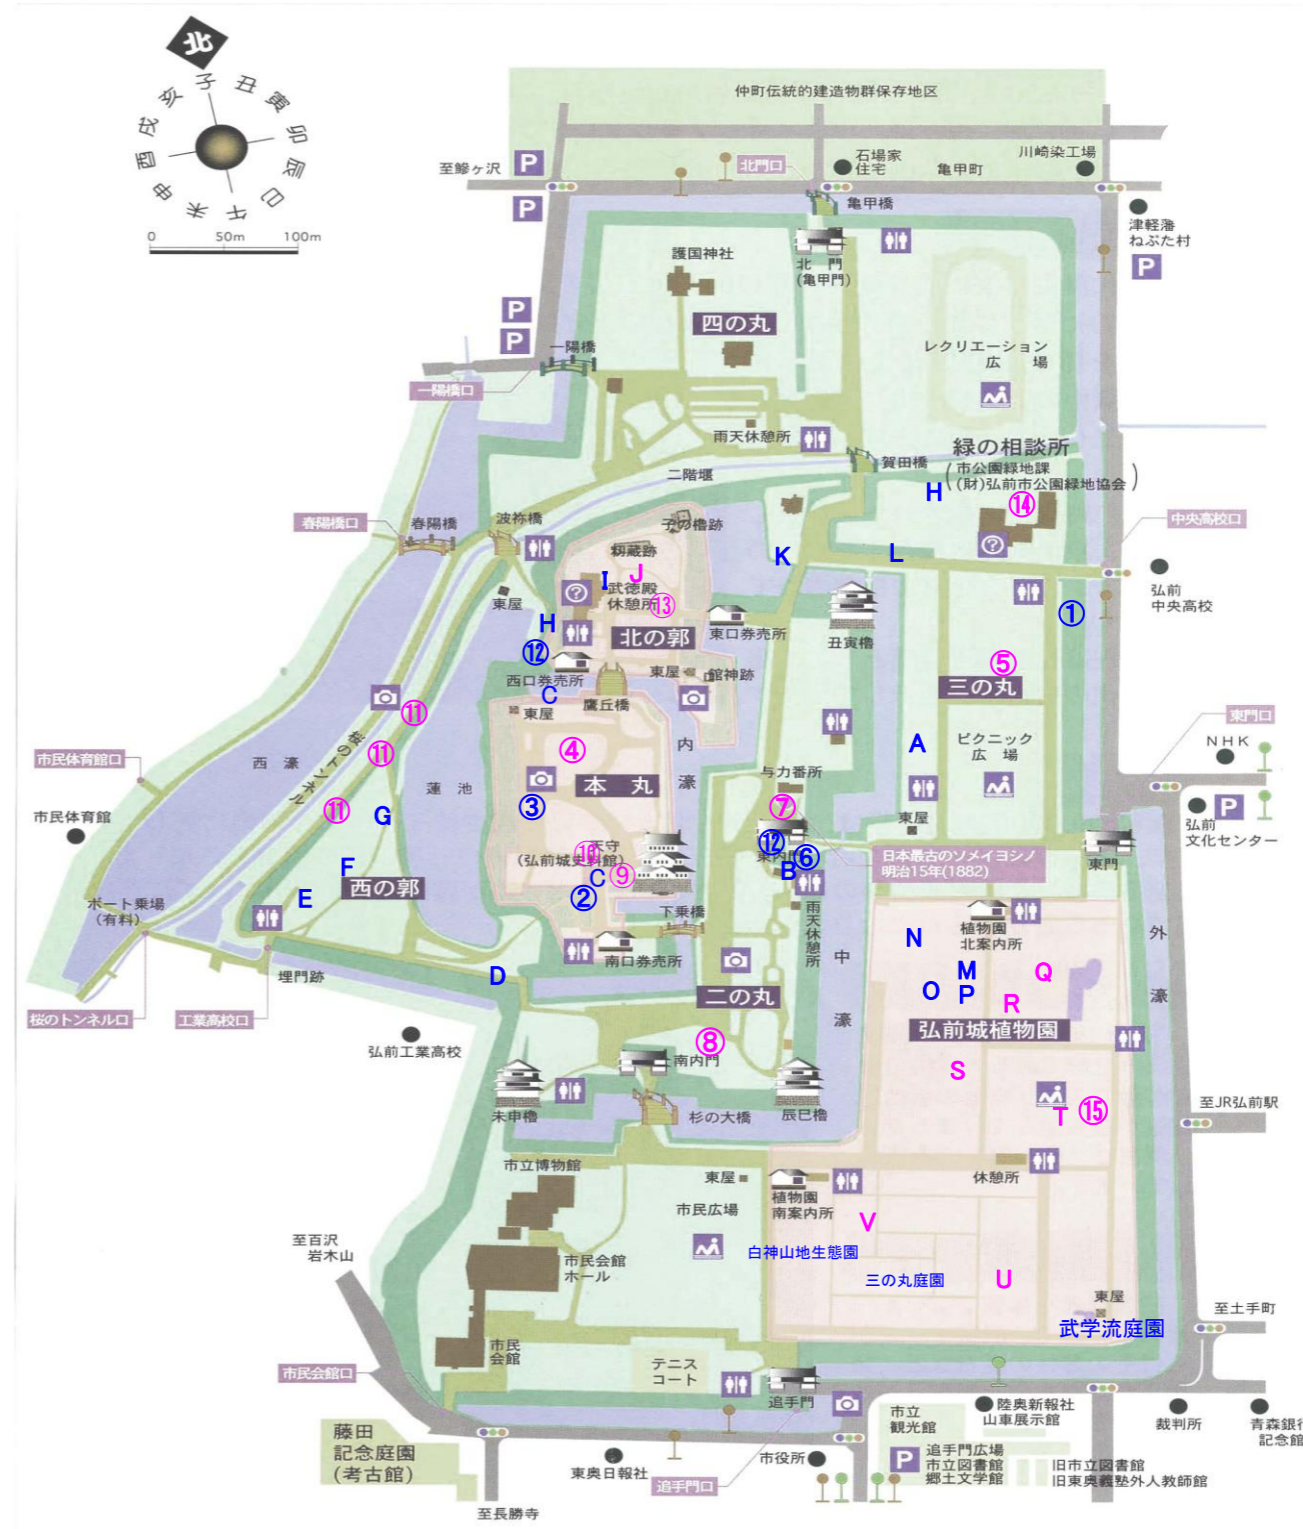 北
子
丑
寅
卯
辰
巳
午
未
申
酉
戌
亥
0 50m 100m
仲町伝統的建造物群保存地区
至鰺ヶ沢
P
北門口
石場家
住宅
亀甲町
川崎染工場
P
亀甲橋
津軽藩
ねぷた村
P
北 門
(亀甲門)
護国神社
四の丸
レクリエーション
広 場
P
P
一陽橋
一陽橋口
雨天休憩所
賀田橋
緑の相談所
(市公園緑地課
(財)弘前市公園緑地協会)
二階堰
H
⑭
春陽橋口
春陽橋
波祢橋
子の櫓跡
中央高校口
籾蔵跡
K
L
?
弘前
中央高校
I
J
武徳殿
休憩所
?
⑬
東屋
①
H
北の郭
東口券売所
丑寅櫓
⑫
西口券売所
東屋
館神跡
⑤
三の丸
C
鷹丘橋
東屋
東門口
⑪
④
内
濠
A
ピクニック
広 場
NHK
市民体育館口
西 濠
桜のトンネル
⑪
蓮 池
本 丸
与力番所
市民体育館
⑪
G
③
⑦
東屋
弘前
文化センター
P
⑫
東内門
⑥
東門
日本最古のソメイヨシノ
明治15年(1882)
⑩
天守
(弘前城史料館)
C
⑨
B
F
西の郭
②
E
ボート乗場
(有料)
下乗橋
雨天休憩所
植物園
北案内所
外
濠
南口券売所
N
埋門跡
D
中
濠
M
Q
二の丸
O
P
R
桜のトンネル口
工業高校口
弘前城植物園
弘前工業高校
⑧
南内門
S
未申櫓
辰巳櫓
T
⑮
至JR弘前駅
杉の大橋
市立博物館
東屋
休憩所
植物園
南案内所
市民広場
V
至百沢
岩木山
白神山地生態園
市民会館
ホール
三の丸庭園
U
東屋
至土手町
武学流庭園
市民
会館
市民会館口
テニス
コート
追手門
藤田
記念庭園
(考古館)
市立
観光館
陸奥新報社
山車展示館
裁判所
青森銀行
記念館
東奥日報社
市役所
P
追手門広場
市立図書館
郷土文学館
旧市立図書館
旧東奥義塾外人教師館
追手門口
至長勝寺